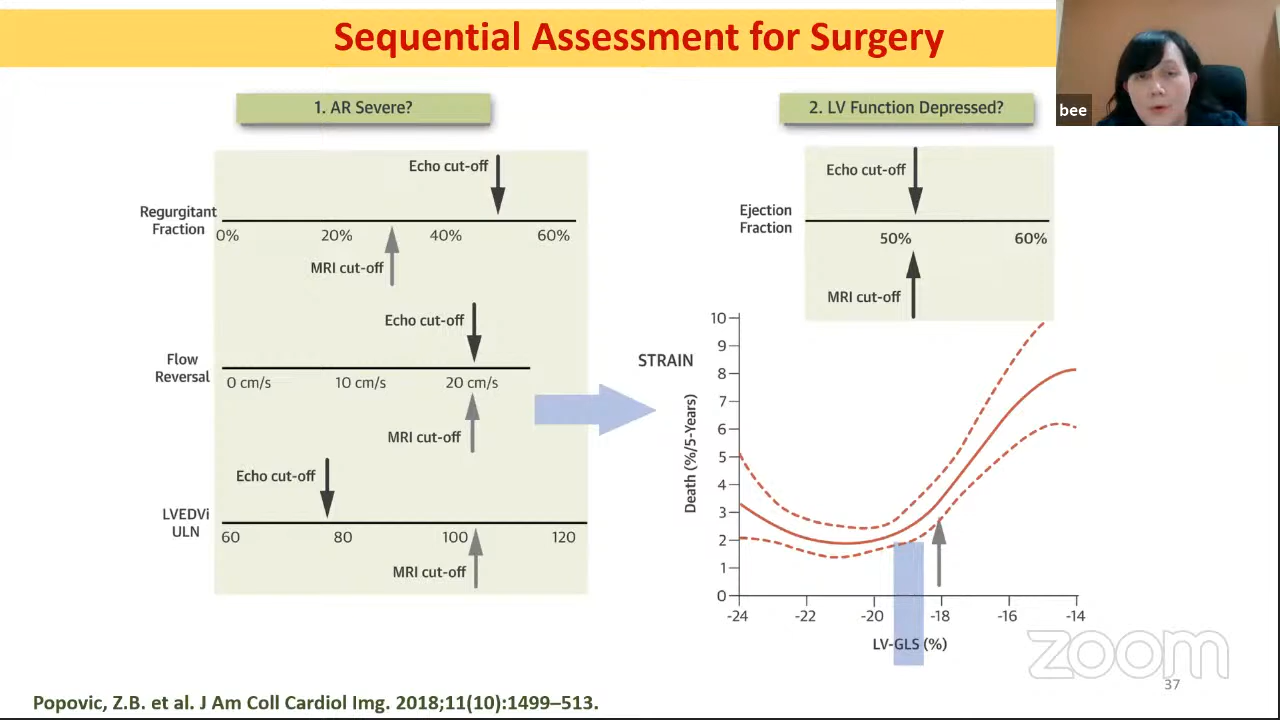 Sequential Assessment for Surgery
bee
1. AR Severe?
2. LV Function Depressed?
Echo cut-off
Regurgitant
Fraction
0%
20%
40%
60%
MRI cut-off
Echo cut-off
Flow
Reversal
0 cm/s
10 cm/s
20 cm/s
MRI cut-off
Echo cut-off
LVEDVi
ULN
60
80
100
120
MRI cut-off
Echo cut-off
Ejection
Fraction
50%
60%
MRI cut-off
STRAIN
Death (%/5-Years)
10
9
8
7
6
5
4
3
2
1
0
-24
-22
-20
-18
-16
-14
LV-GLS (%)
zoom
37
Popovic, Z.B. et al. J Am Coll Cardiol Img. 2018;11(10):1499–513.